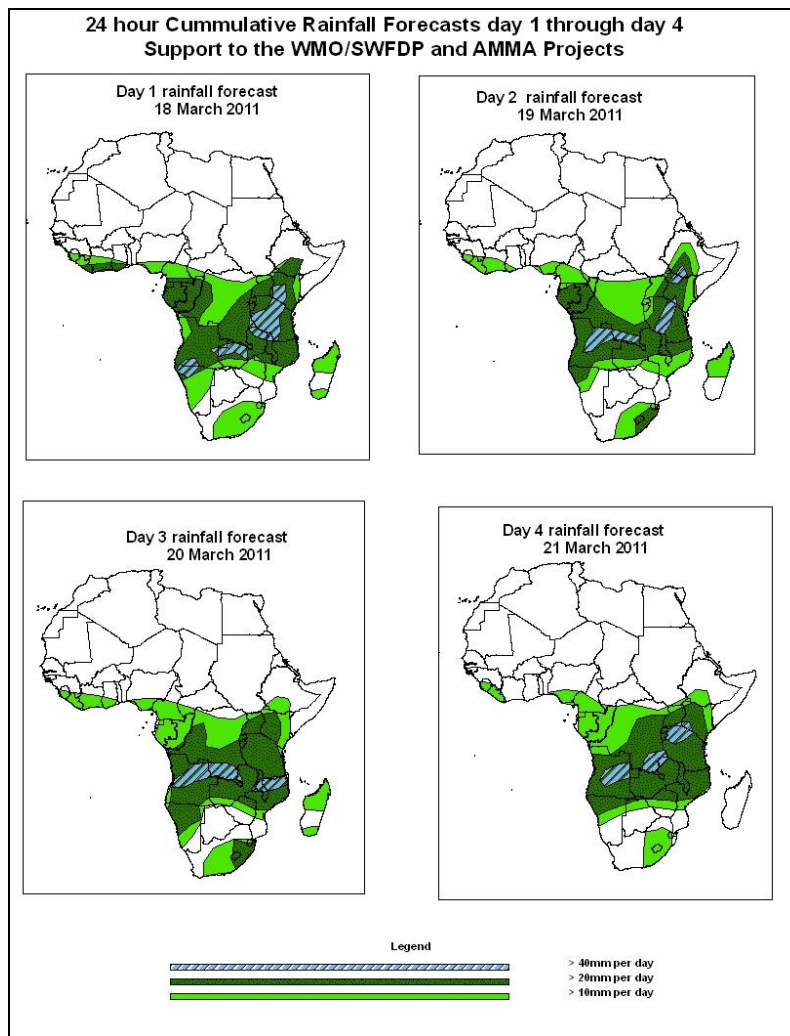 24 hour Cummulative Rainfall Forecasts day 1 through day 4
Support to the WMO/SWFDP and AMMA Projects
Day 1 rainfall forecast
18 March 2011
Day 2 rainfall forecast
19 March 2011
Day 3 rainfall forecast
20 March 2011
Day 4 rainfall forecast
21 March 2011
Legend
> 40mm per day
> 20mm per day
> 10mm per day